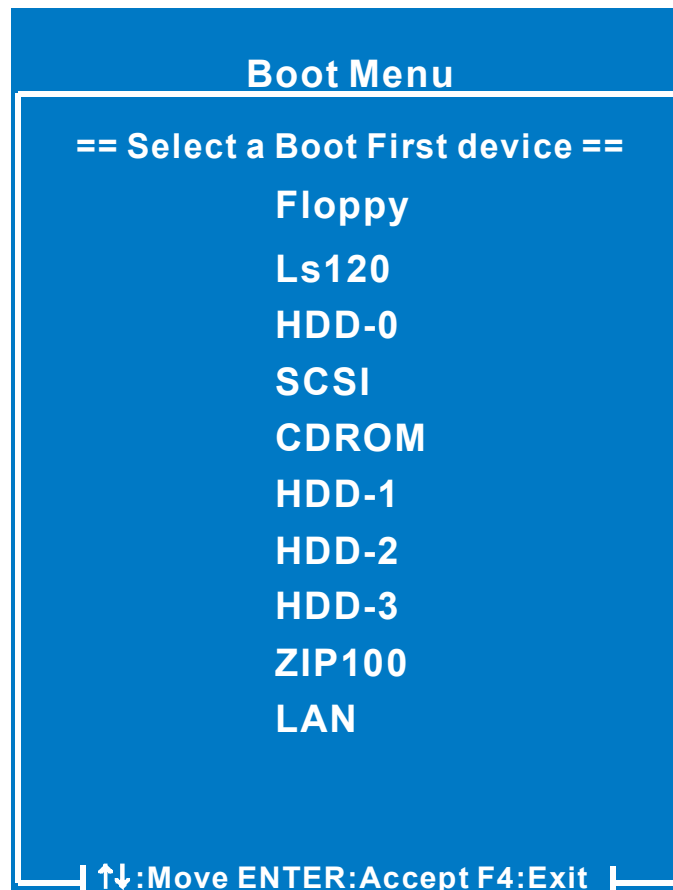 Boot Menu
== Select a Boot First device ==
Floppy
Ls120
HDD-0
SCSI
CDROM
HDD-1
HDD-2
HDD-3
ZIP100
LAN
↑↓:Move ENTER:Accept F4:Exit